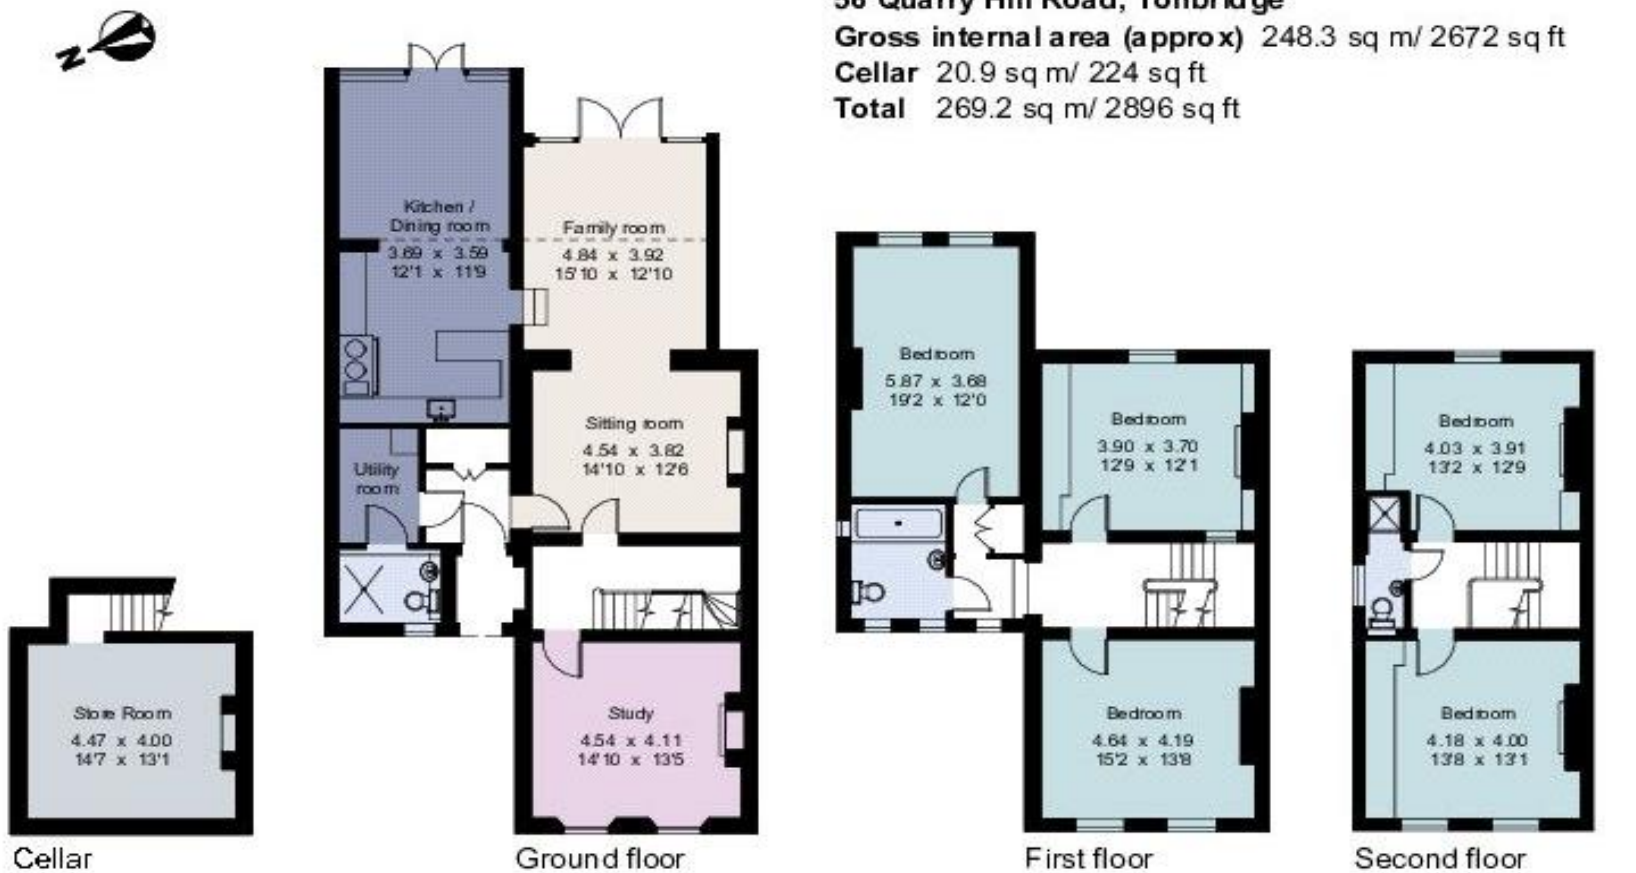 N
56 Quarry Hill Road, Tonbridge
Gross internal area (approx) 248.3 sq m/ 2672 sq ft
Cellar 20.9 sq m/ 224 sq ft
Total 269.2 sq m/ 2896 sq ft
Kitchen /
Dining room
3.69 x 3.59
12'1 x 11'9
Family room
4.84 x 3.92
15'10 x 12'10
Sitting room
4.54 x 3.82
14'10 x 12'6
Utility
room
Study
4.54 x 4.11
14'10 x 13'5
Store Room
4.47 x 4.00
14'7 x 13'1
Bedroom
5.87 x 3.68
19'2 x 12'0
Bedroom
3.90 x 3.70
12'9 x 12'1
Bedroom
4.64 x 4.19
15'2 x 13'8
Bedroom
4.03 x 3.91
13'2 x 12'9
Bedroom
4.18 x 4.00
13'8 x 13'1
Cellar
Ground floor
First floor
Second floor